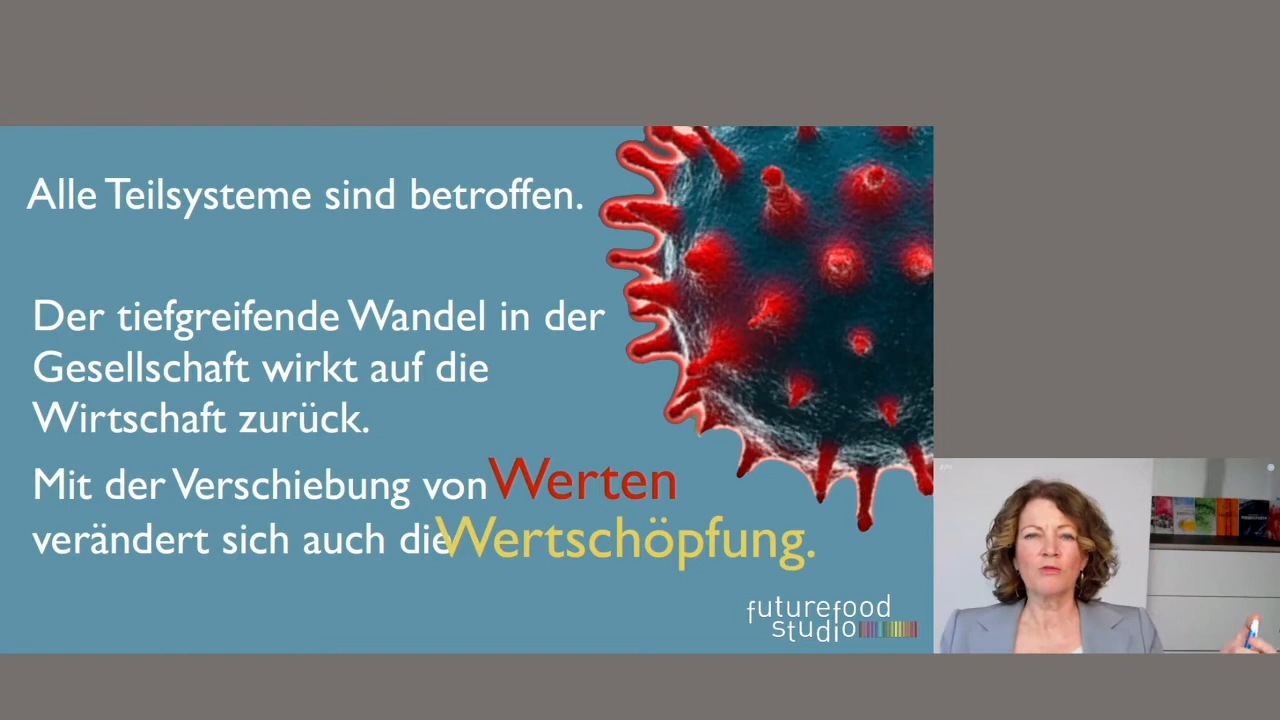 Alle Teilsysteme sind betroffen.
Der tiefgreifende Wandel in der
Gesellschaft wirkt auf die
Wirtschaft zurück.
Mit der Verschiebung von Werten
verändert sich auch die Wertschöpfung.
futurefood
studio